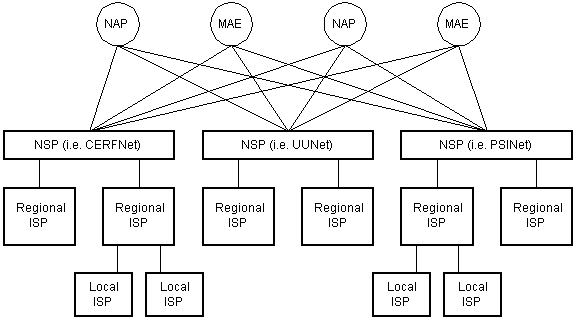 NAP MAE NAP MAE
NSP (i.e. CERFNet) NSP (i.e. UUNet) NSP (i.e. PSINet)
Regional ISP Regional ISP Regional ISP Regional ISP Regional ISP Regional ISP
Local ISP Local ISP Local ISP Local ISP